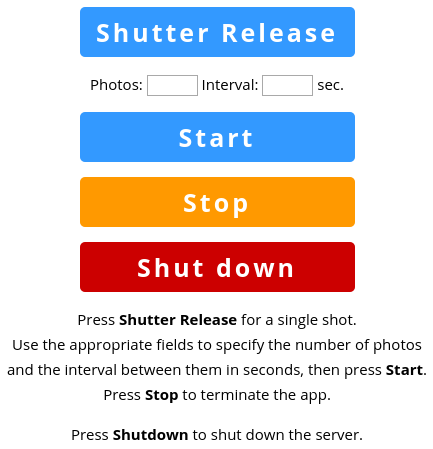 Shutter Release
Photos: Interval: sec.
Start
Stop
Shut down
Press Shutter Release for a single shot.
Use the appropriate fields to specify the number of photos
and the interval between them in seconds, then press Start.
Press Stop to terminate the app.
Press Shutdown to shut down the server.